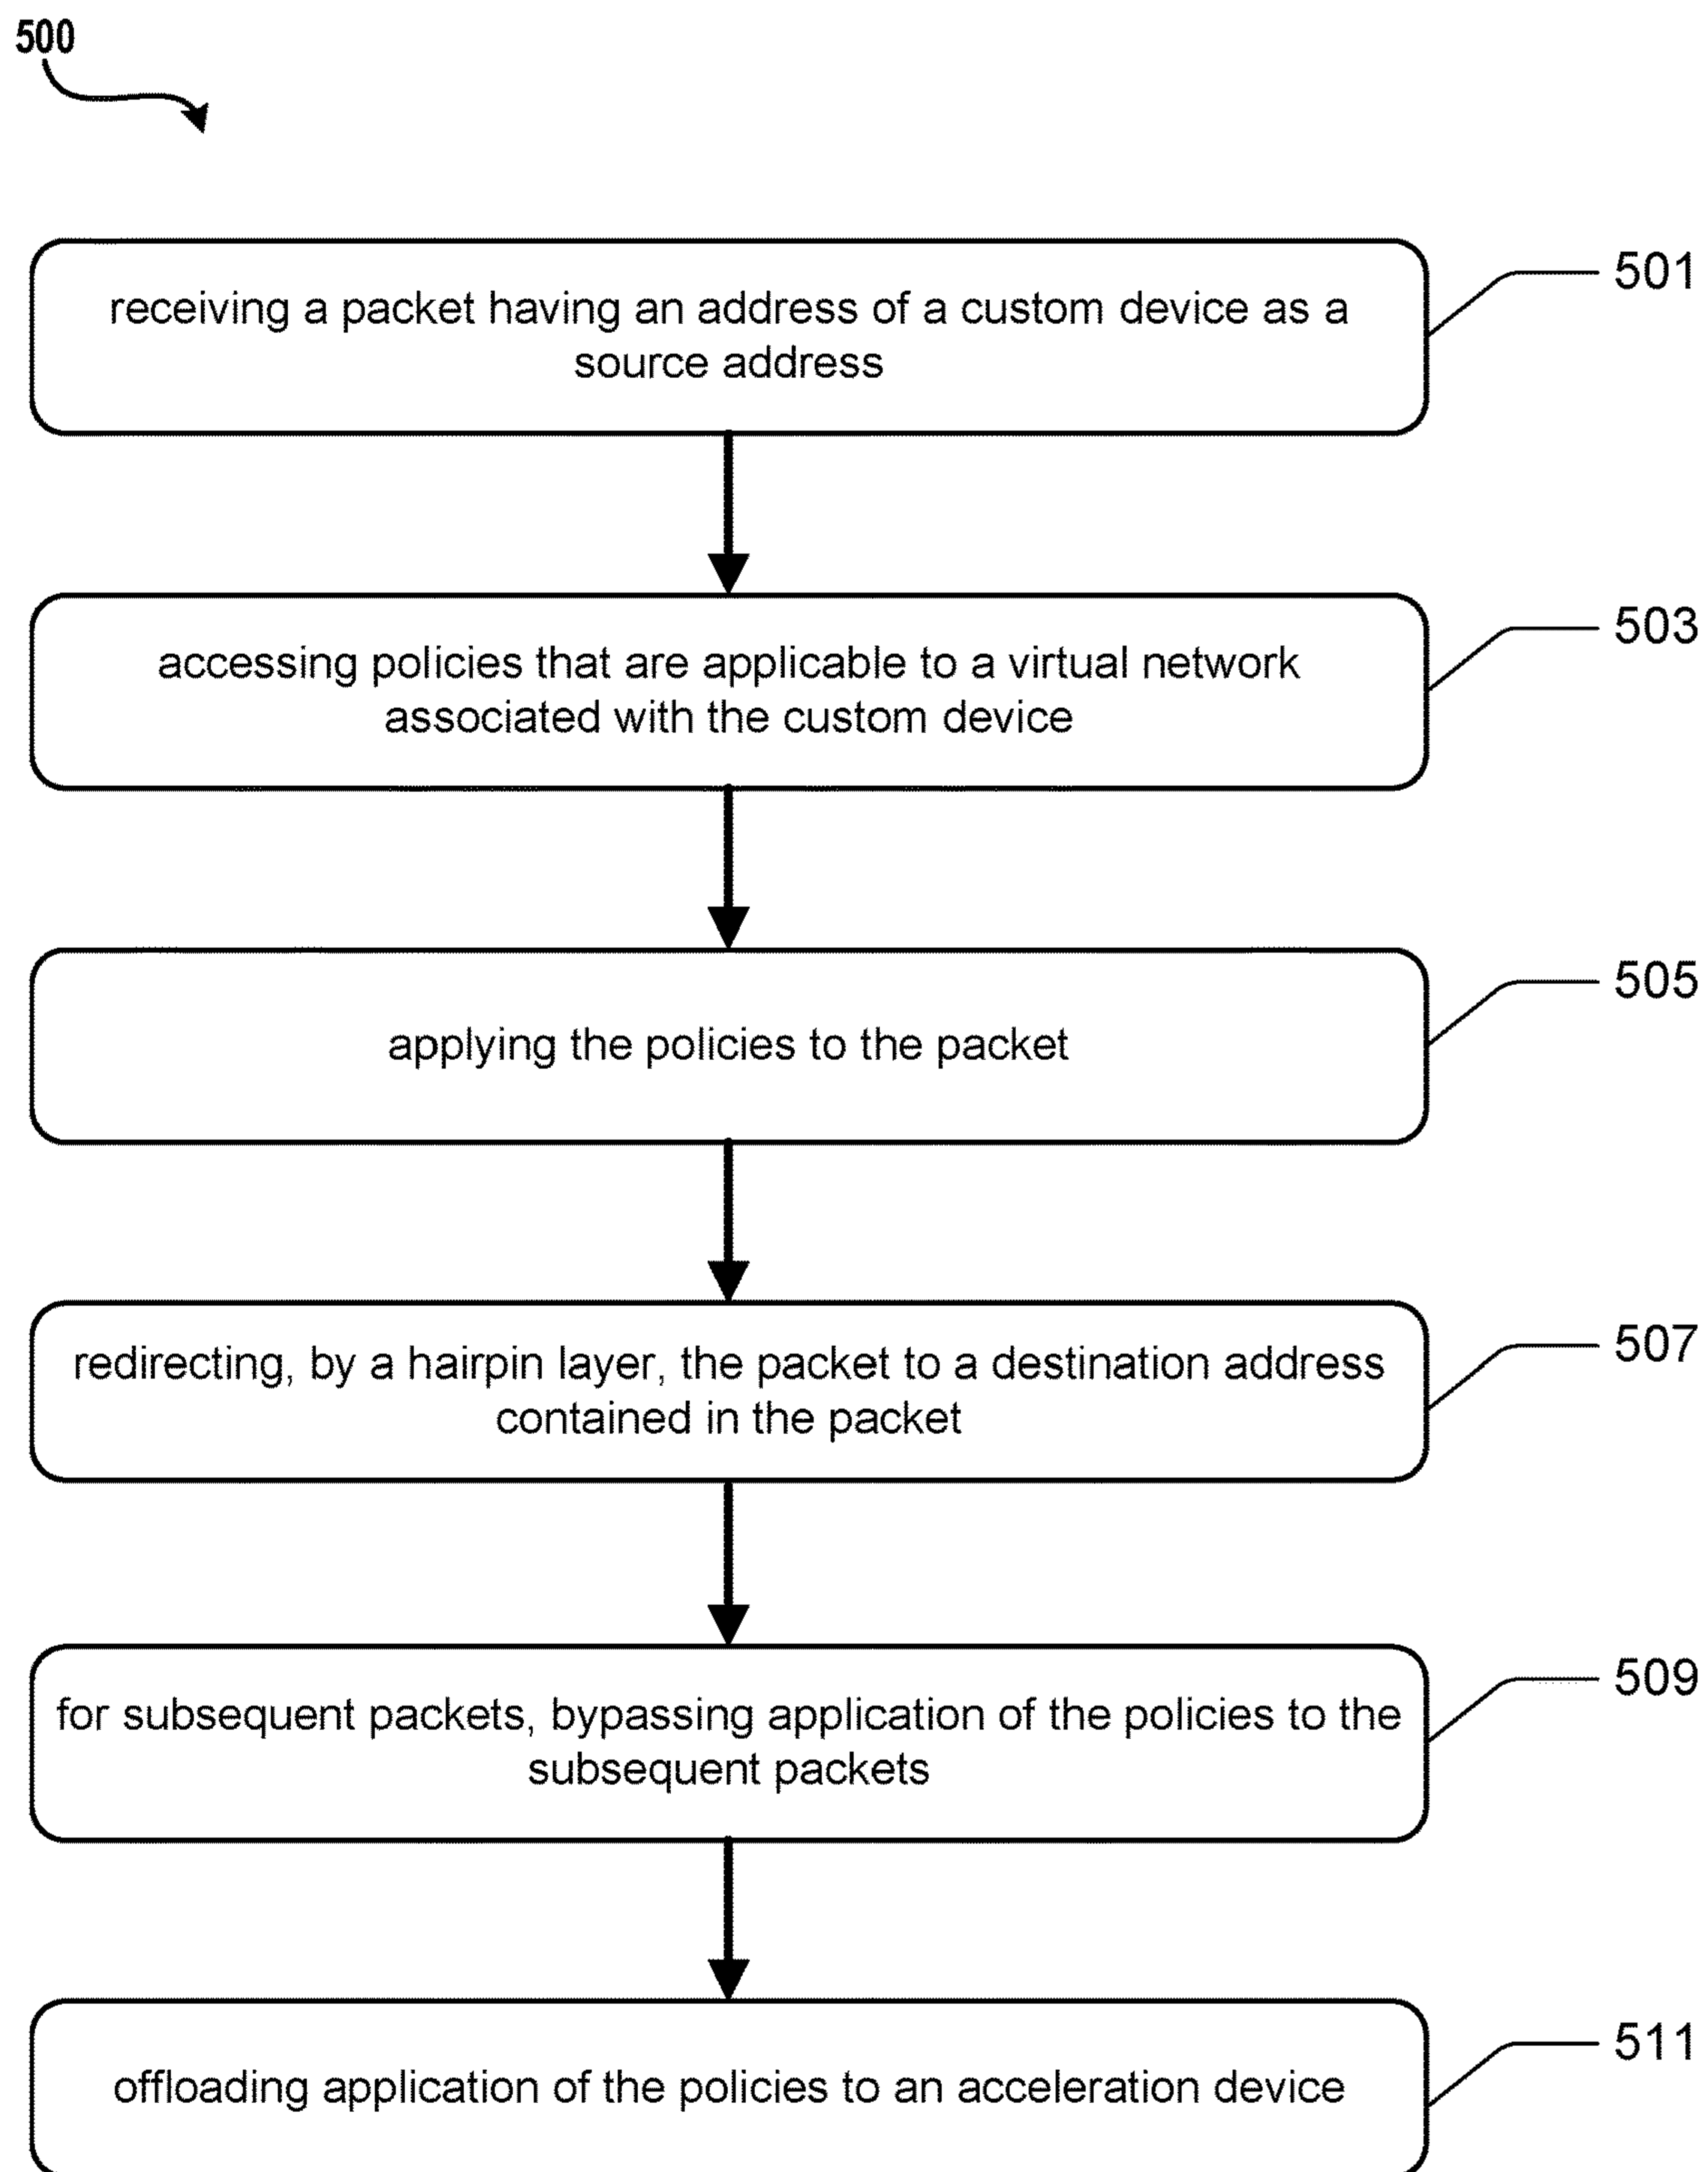 500
receiving a packet having an address of a custom device as a
source address
501
accessing policies that are applicable to a virtual network
associated with the custom device
503
applying the policies to the packet
505
redirecting, by a hairpin layer, the packet to a destination address
contained in the packet
507
for subsequent packets, bypassing application of the policies to the
subsequent packets
509
offloading application of the policies to an acceleration device
511